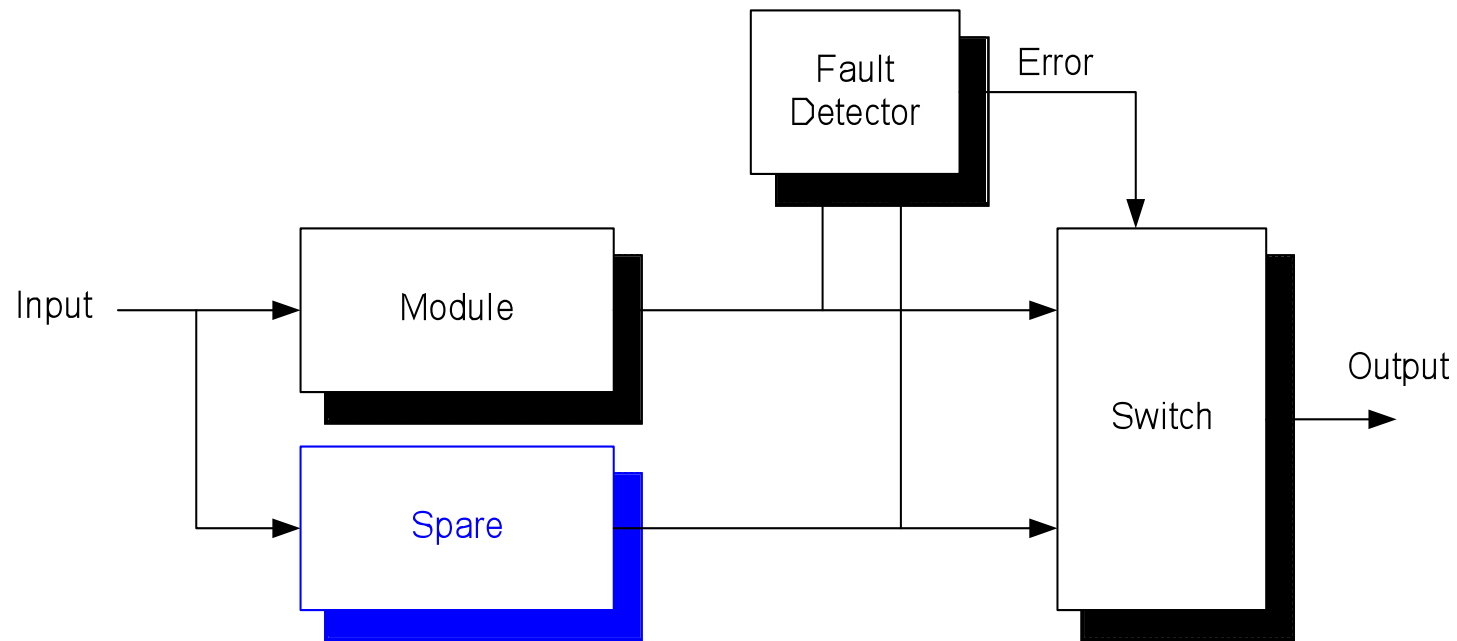 Fault
Detector
Error
Input
Module
Output
Switch
Spare